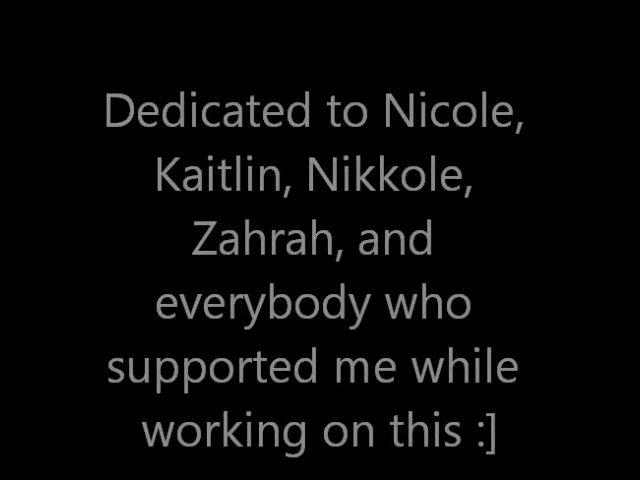 Dedicated to Nicole,
Kaitlin, Nikkole,
Zahrah, and
everybody who
supported me while
working on this :]